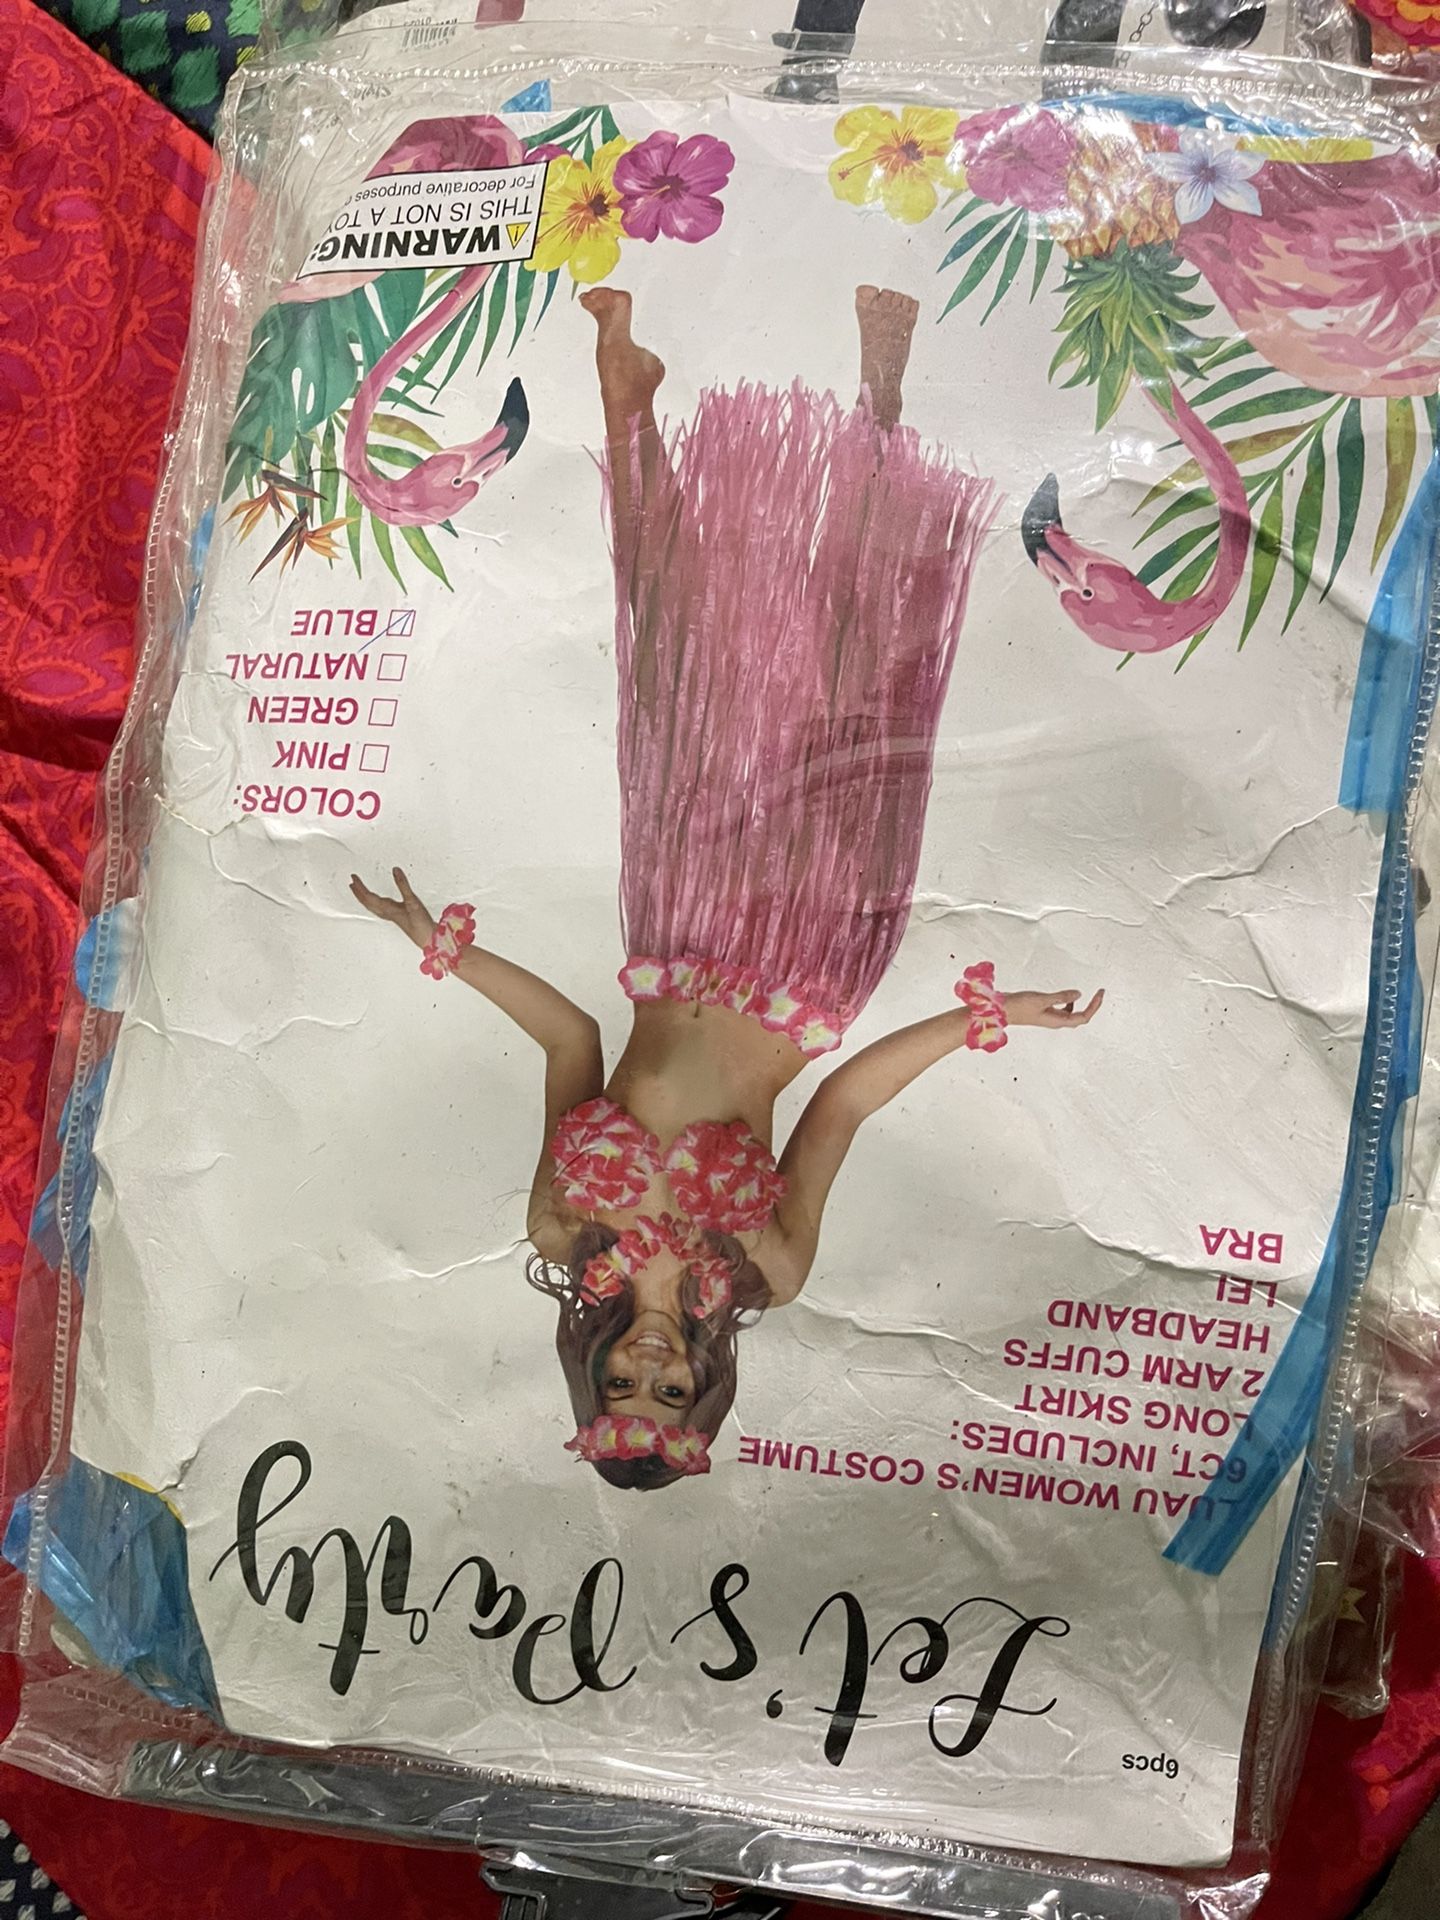 6pcs
Let's Party
LUAU WOMEN'S COSTUME
6CT, INCLUDES:
LONG SKIRT
2 ARM CUFFS
HEADBAND
LEI
BRA
COLORS:
PINK
GREEN
NATURAL
BLUE
WARNING:
THIS IS NOT A TOY
For decorative purposes